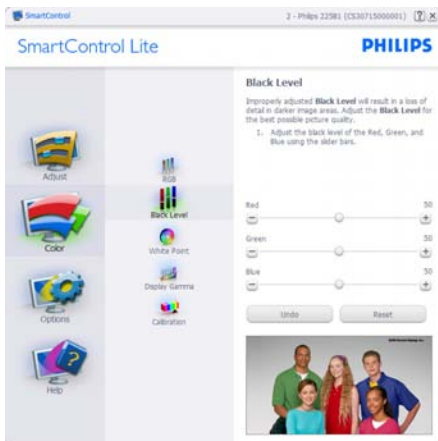 SmartControl
2 - Philips 225B1 (CS30715000001)
SmartControl Lite
PHILIPS
Adjust
Color
Options
Help
RGB
Black Level
White Point
Display Gamma
Calibration
Black Level
Improperly adjusted Black Level will result in a loss of
detail in darker image areas. Adjust the Black Level for
the best possible picture quality.
1. Adjust the black level of the Red, Green, and
Blue using the slider bars.
Red 50
Green 50
Blue 50
Undo
Reset